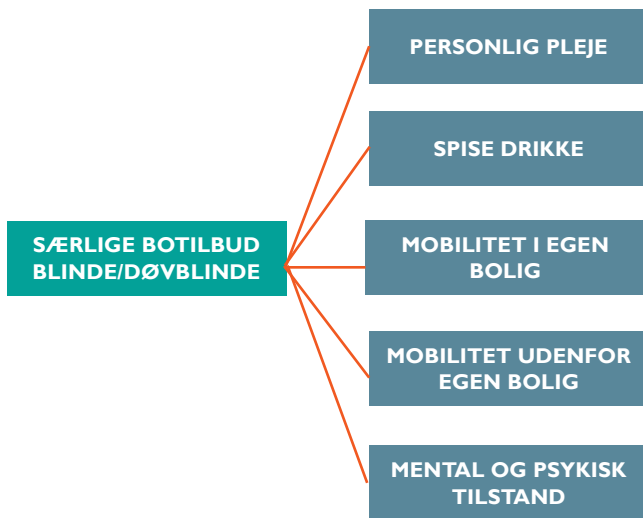 PERSONLIG PLEJE
SPISE DRIKKE
SÆRLIGE BOTILBUD
BLINDE/DØVBLINDE
MOBILITET I EGEN
BOLIG
MOBILITET UDENFOR
EGEN BOLIG
MENTAL OG PSYKISK
TILSTAND